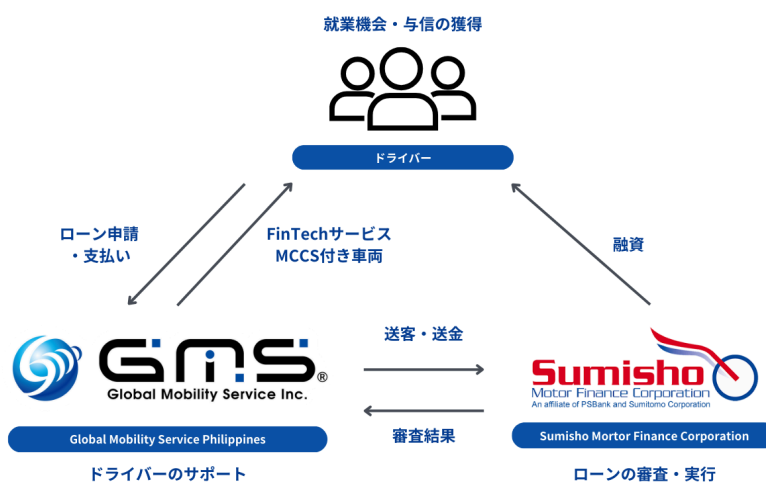 就業機会・与信の獲得
ドライバー
ローン申請
・支払い
FinTechサービス
MCCS付き車両
融資
送客・送金
GMS®
Global Mobility Service Inc.
Sumisho
Motor Finance Corporation
An affiliate of PSBank and Sumitomo Corporation
審査結果
Global Mobility Service Philippines
Sumisho Mortor Finance Corporation
ドライバーのサポート
ローンの審査・実行